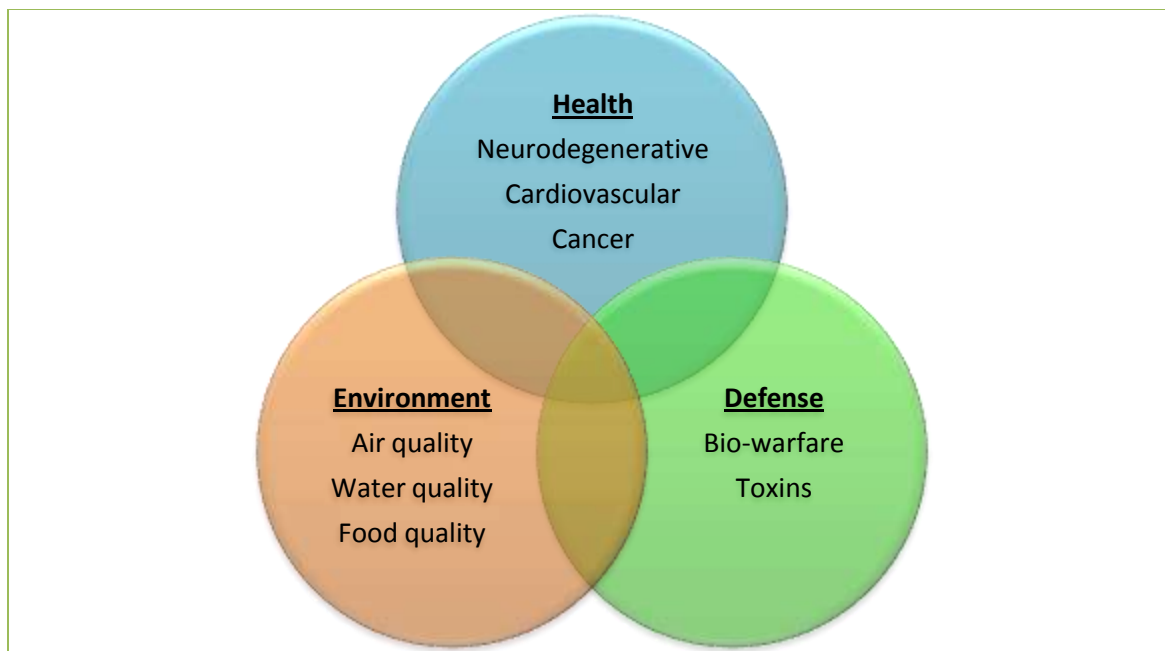 Health
Neurodegenerative
Cardiovascular
Cancer
Environment
Air quality
Water quality
Food quality
Defense
Bio-warfare
Toxins